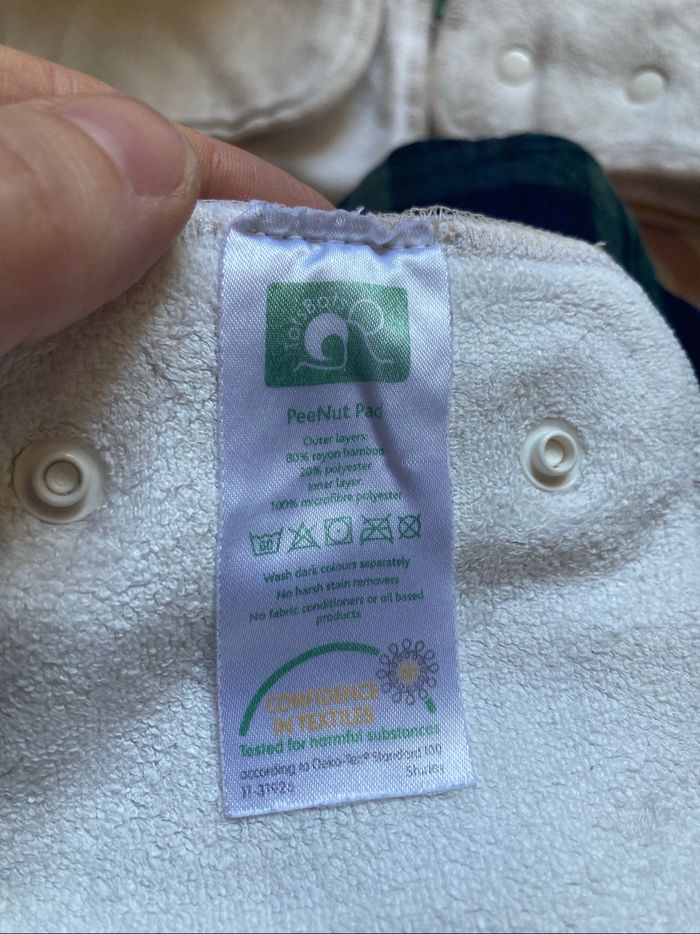 TotsBots
PeeNut Pad
Outer layers:
80% rayon bamboo
20% polyester
Inner layer:
100% microfibre polyester
60
Wash dark colours separately
No harsh stain removers
No fabric conditioners or oil based
products
CONFIDENCE
IN TEXTILES
Tested for harmful substances
according to Oeko-Tex® Standard 100
Shirley